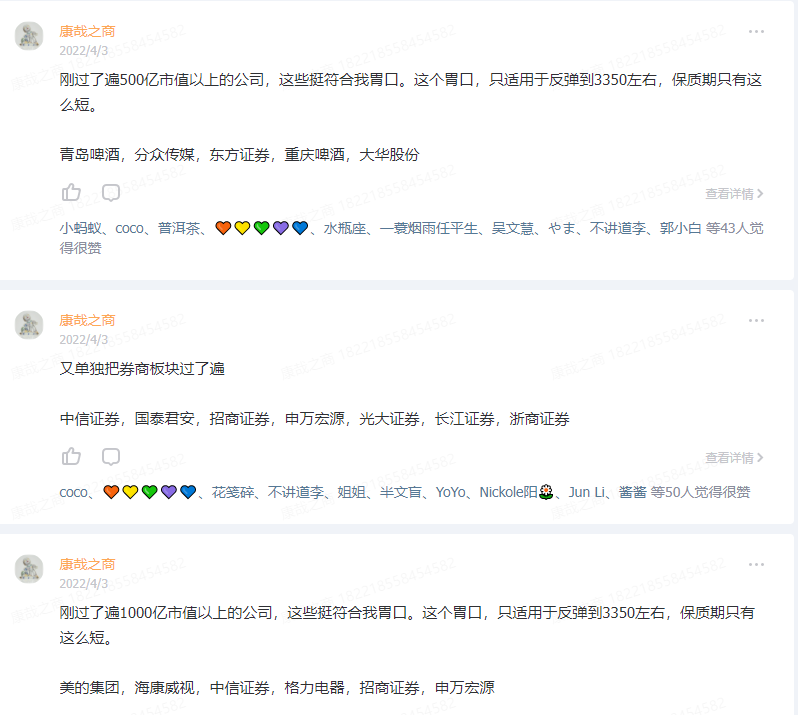 康哉之商
2022/4/3
刚过了遍500亿市值以上的公司，这些挺符合我胃口。这个胃口，只适用于反弹到3350左右，保质期只有这
么短。
青岛啤酒，分众传媒，东方证券，重庆啤酒，大华股份
查看详情
小蚂蚁、coco、普洱茶、🧡💛💚💜💙、水瓶座、一蓑烟雨任平生、吴文慧、やま、不讲道李、郭小白 等43人觉
得很赞
康哉之商
2022/4/3
又单独把券商板块过了遍
中信证券，国泰君安，招商证券，申万宏源，光大证券，长江证券，浙商证券
查看详情
coco、🧡💛💚💜💙、花笺碎、不讲道李、姐姐、半文盲、YoYo、Nickole阳🌼、Jun Li、酱酱 等50人觉得很赞
康哉之商
2022/4/3
刚过了遍1000亿市值以上的公司，这些挺符合我胃口。这个胃口，只适用于反弹到3350左右，保质期只有
这么短。
美的集团，海康威视，中信证券，格力电器，招商证券，申万宏源